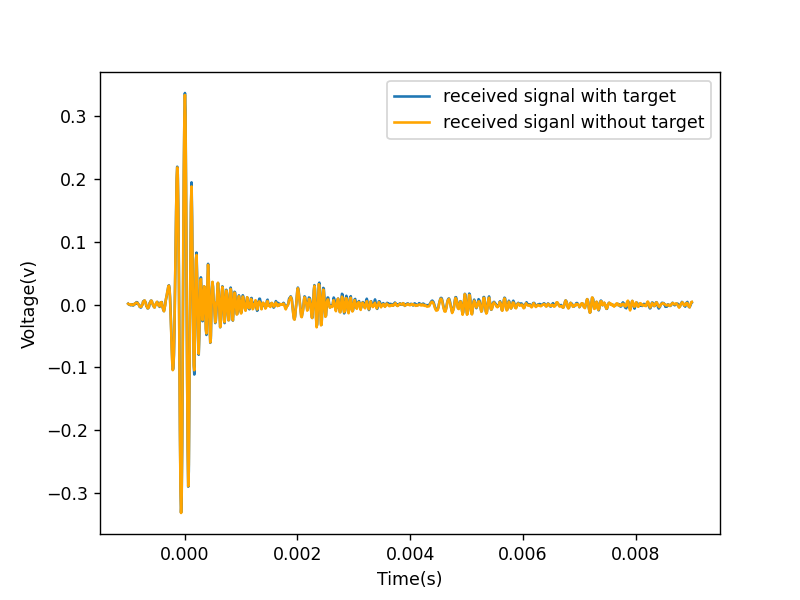 received signal with target
received siganl without target
Voltage(v)
0.3
0.2
0.1
0.0
−0.1
−0.2
−0.3
0.000 0.002 0.004 0.006 0.008
Time(s)